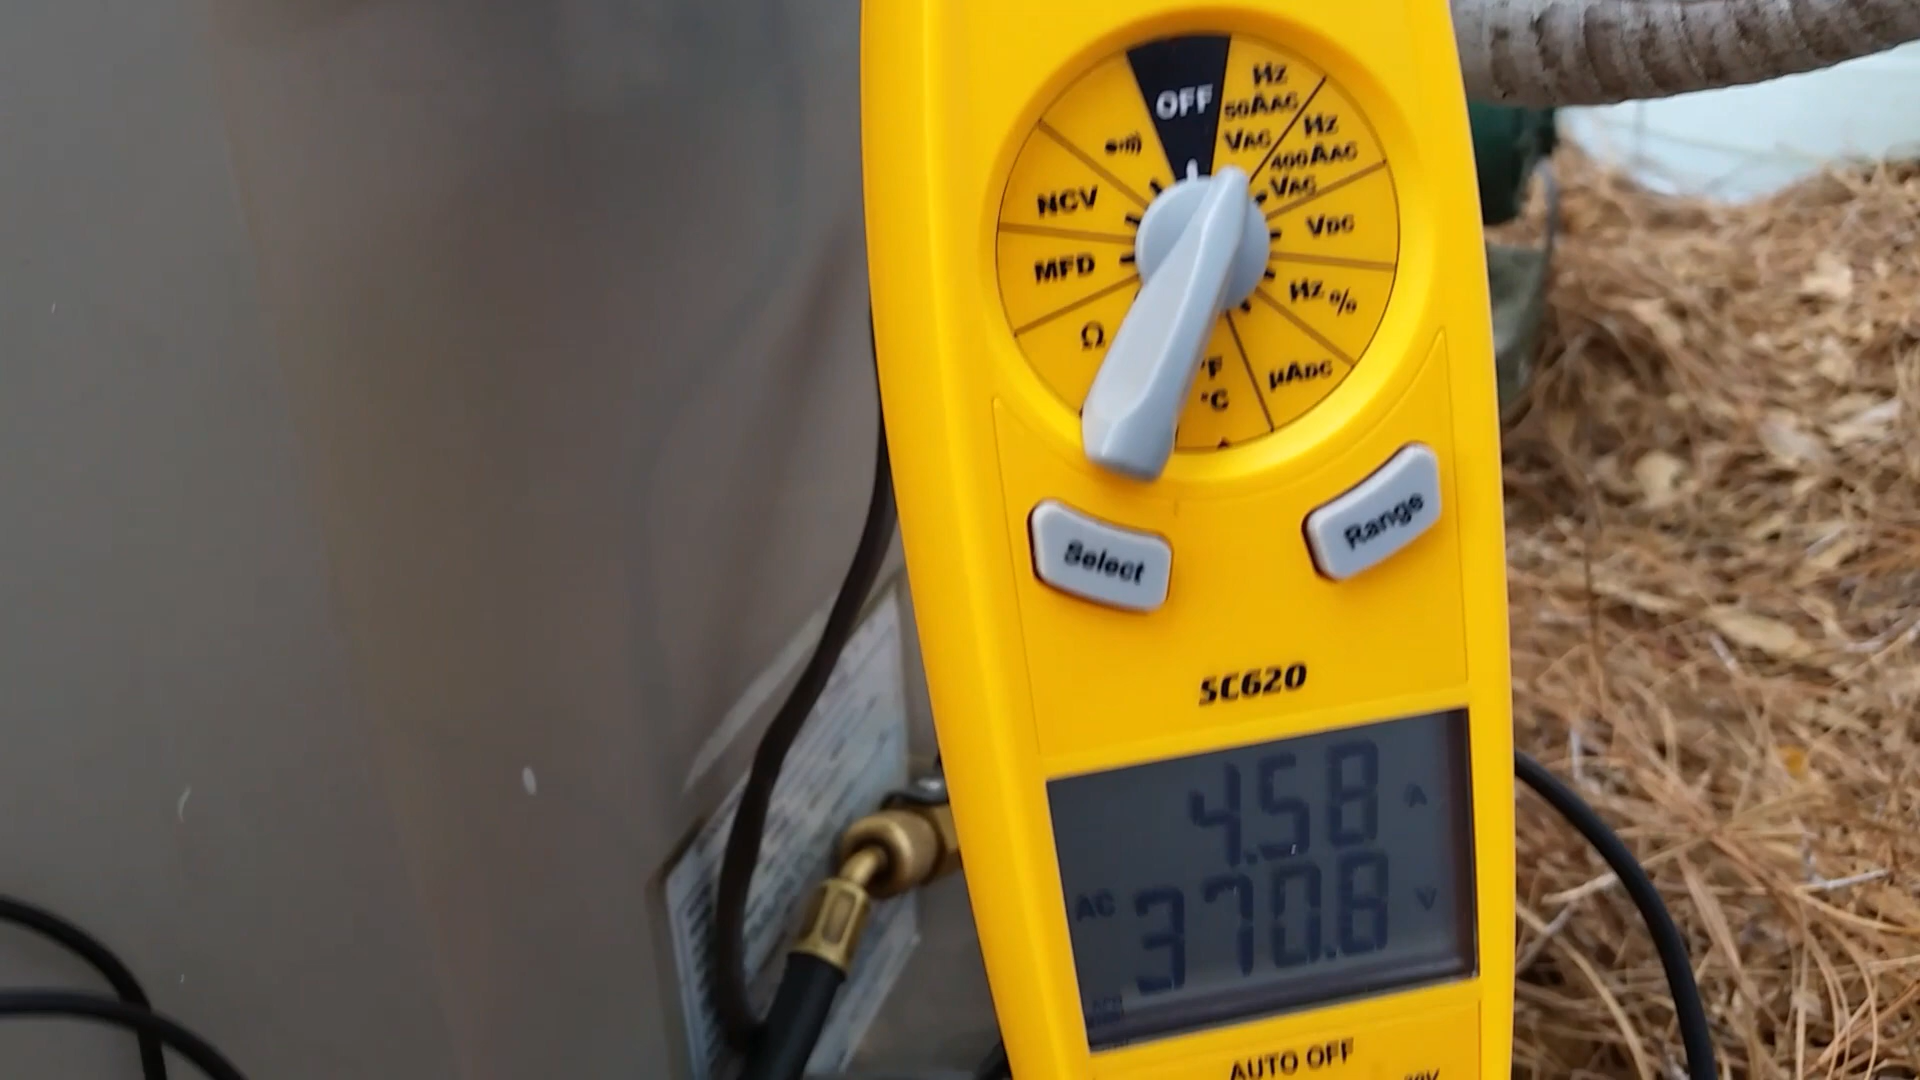 OFF
Hz
50AAC
VAC
Hz
400AAC
VAC
VDC
Hz %
µADC
°F
°C
Ω
MFD
NCV
Select
Range
SC620
4.58 A
AC 370.8 V
AUTO OFF